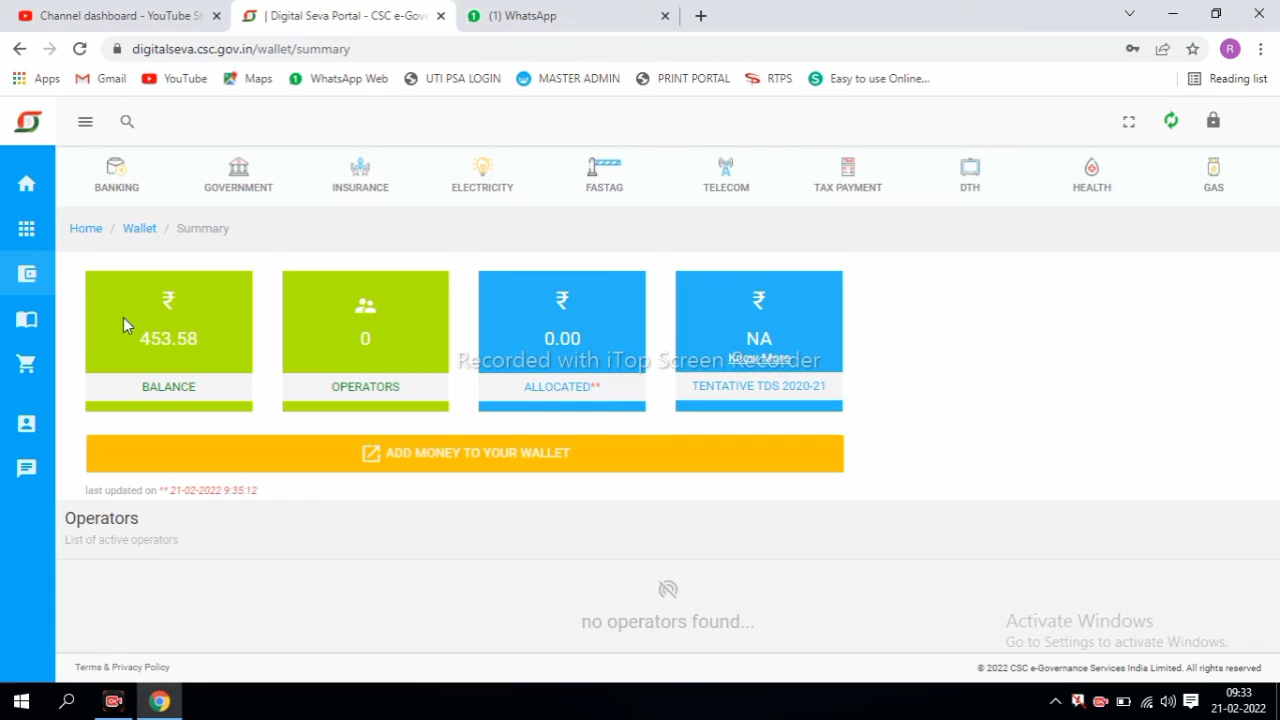 Channel dashboard - YouTube St
| Digital Seva Portal - CSC e-Gove
(1) WhatsApp
digitalseva.csc.gov.in/wallet/summary
Apps
Gmail
YouTube
Maps
WhatsApp Web
UTI PSA LOGIN
MASTER ADMIN
PRINT PORTAL
RTPS
Easy to use Online...
Reading list
BANKING
GOVERNMENT
INSURANCE
ELECTRICITY
FASTAG
TELECOM
TAX PAYMENT
DTH
HEALTH
GAS
Home / Wallet / Summary
₹
453.58
BALANCE
0
OPERATORS
₹
0.00
ALLOCATED**
₹
NA
Know More
TENTATIVE TDS 2020-21
Recorded with iTop Screen Recorder
ADD MONEY TO YOUR WALLET
last updated on ** 21-02-2022 9:35:12
Operators
List of active operators
no operators found...
Activate Windows
Go to Settings to activate Windows.
Terms & Privacy Policy
© 2022 CSC e-Governance Services India Limited. All rights reserved
09:33
21-02-2022